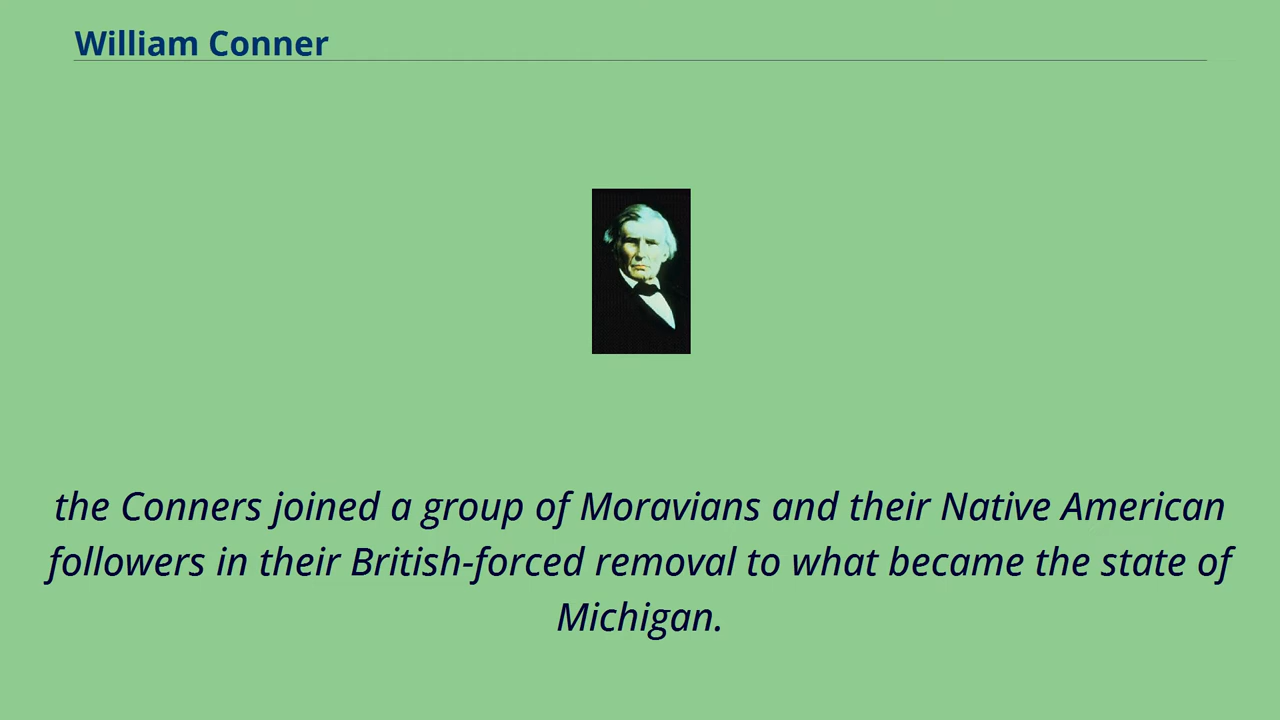 William Conner
the Conners joined a group of Moravians and their Native American
followers in their British-forced removal to what became the state of
Michigan.